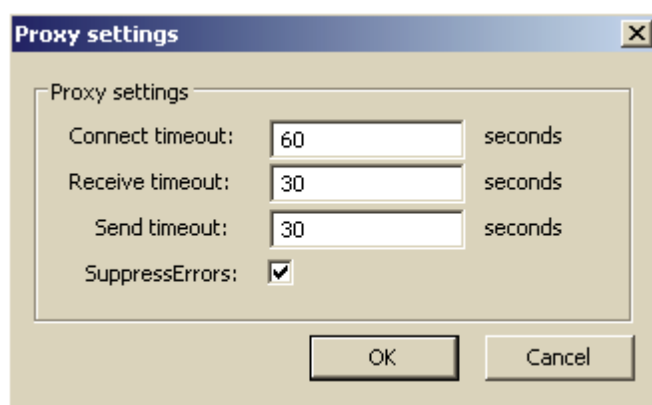 Proxy settings
Proxy settings
Connect timeout: 60 seconds
Receive timeout: 30 seconds
Send timeout: 30 seconds
SuppressErrors:
OK Cancel